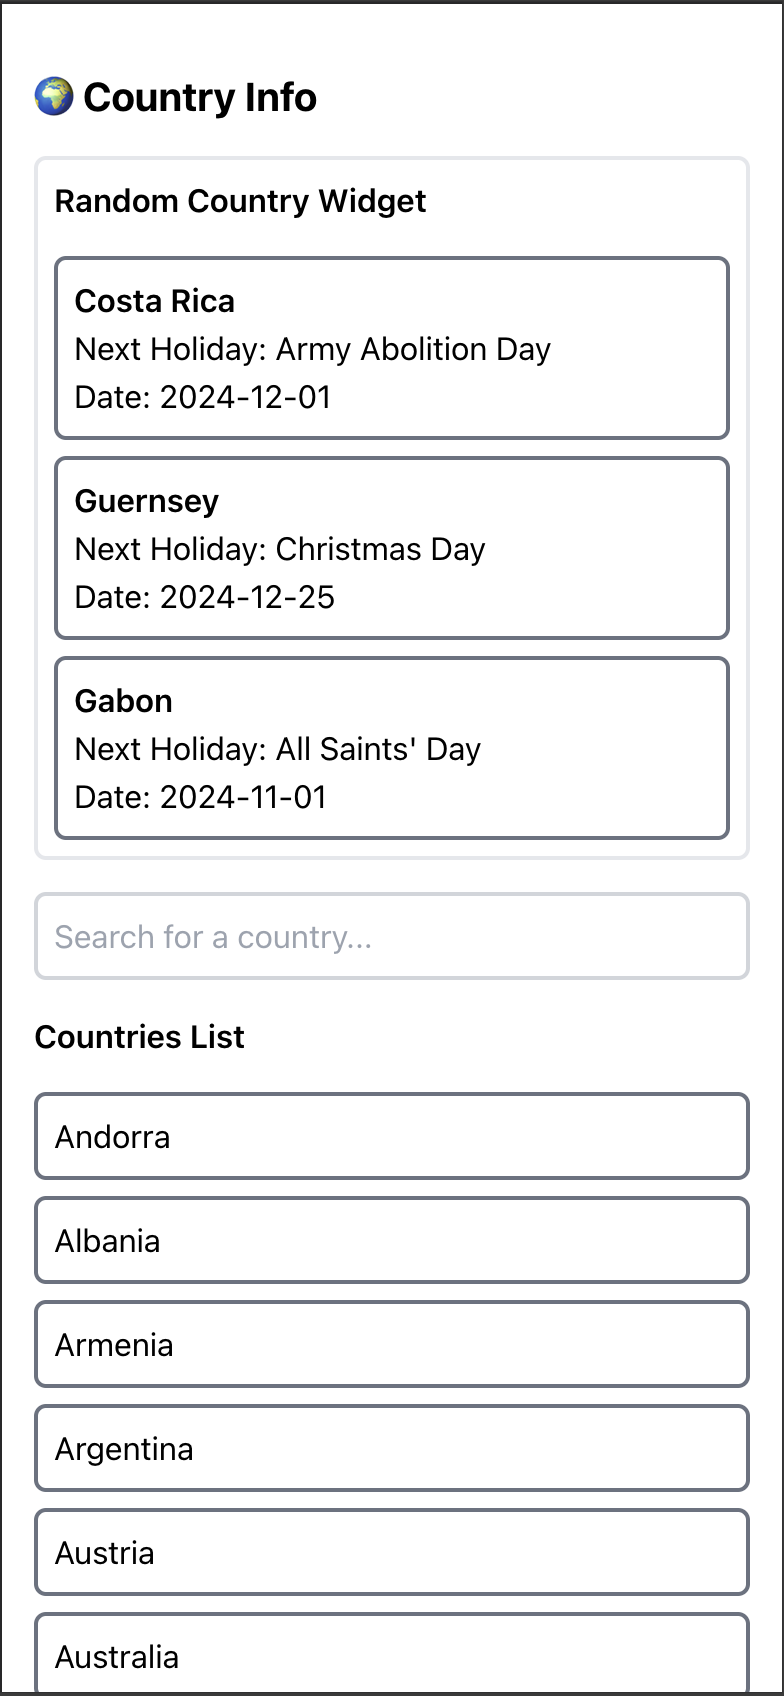 🌍 Country Info
Random Country Widget
Costa Rica
Next Holiday: Army Abolition Day
Date: 2024-12-01
Guernsey
Next Holiday: Christmas Day
Date: 2024-12-25
Gabon
Next Holiday: All Saints' Day
Date: 2024-11-01
Search for a country...
Countries List
Andorra
Albania
Armenia
Argentina
Austria
Australia